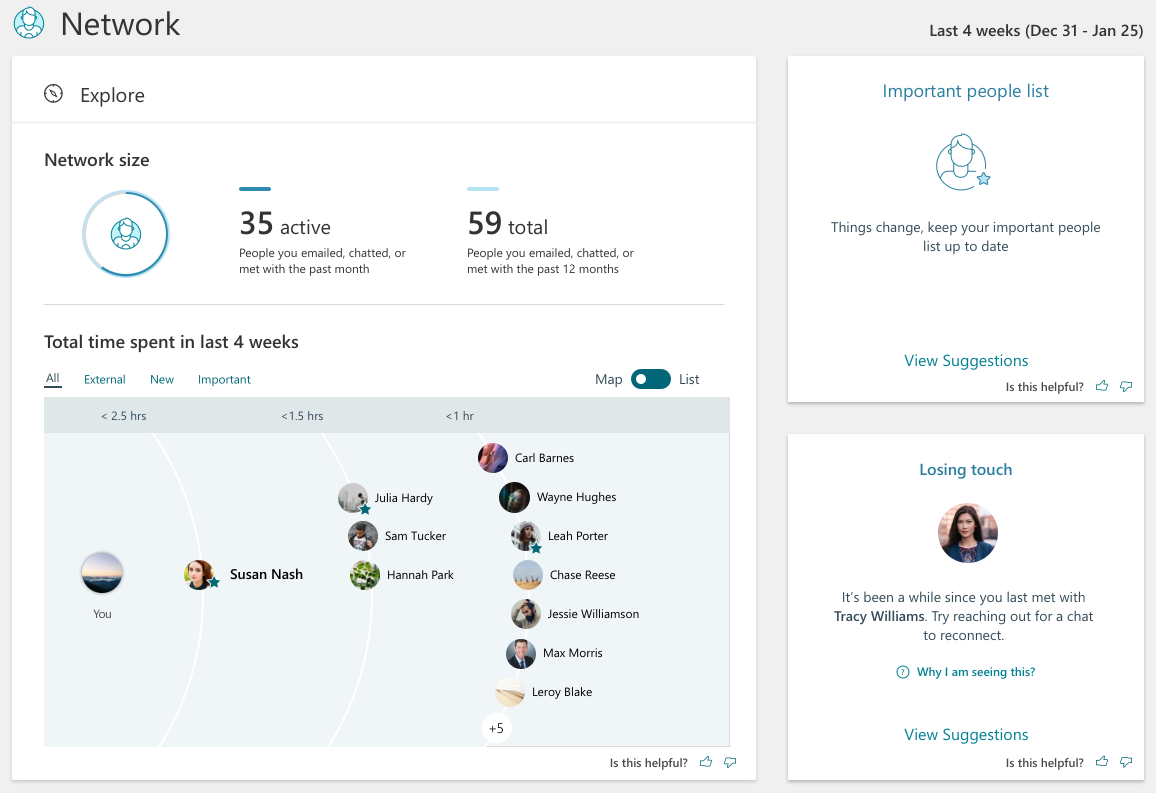 Network
Last 4 weeks (Dec 31 - Jan 25)
Explore
Network size
35 active
People you emailed, chatted, or
met with the past month
59 total
People you emailed, chatted, or
met with the past 12 months
Total time spent in last 4 weeks
All
External
New
Important
Map
List
< 2.5 hrs
<1.5 hrs
<1 hr
Carl Barnes
Julia Hardy
Wayne Hughes
Sam Tucker
Leah Porter
Susan Nash
Hannah Park
Chase Reese
You
Jessie Williamson
Max Morris
Leroy Blake
+5
Is this helpful?
Important people list
Things change, keep your important people
list up to date
View Suggestions
Is this helpful?
Losing touch
It’s been a while since you last met with
Tracy Williams. Try reaching out for a chat
to reconnect.
? Why I am seeing this?
View Suggestions
Is this helpful?